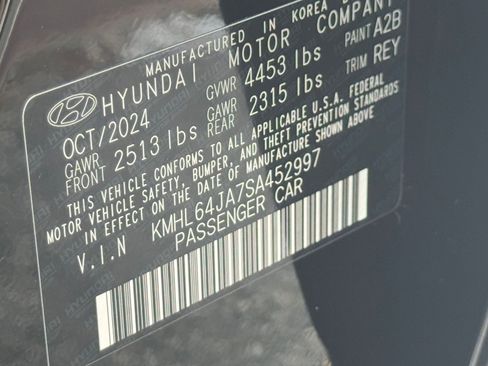 MANUFACTURED IN KOREA
HYUNDAI MOTOR COMPANY
OCT/2024 GVWR 4453 lbs PAINT A2B
GAWR FRONT 2513 lbs GAWR REAR 2315 lbs TRIM REY
THIS VEHICLE CONFORMS TO ALL APPLICABLE U.S.A. FEDERAL
MOTOR VEHICLE SAFETY, BUMPER, AND THEFT PREVENTION STANDARDS
IN EFFECT ON THE DATE OF MANUFACTURE SHOWN ABOVE.
V.I.N KMHL64JA7SA452997
PASSENGER CAR